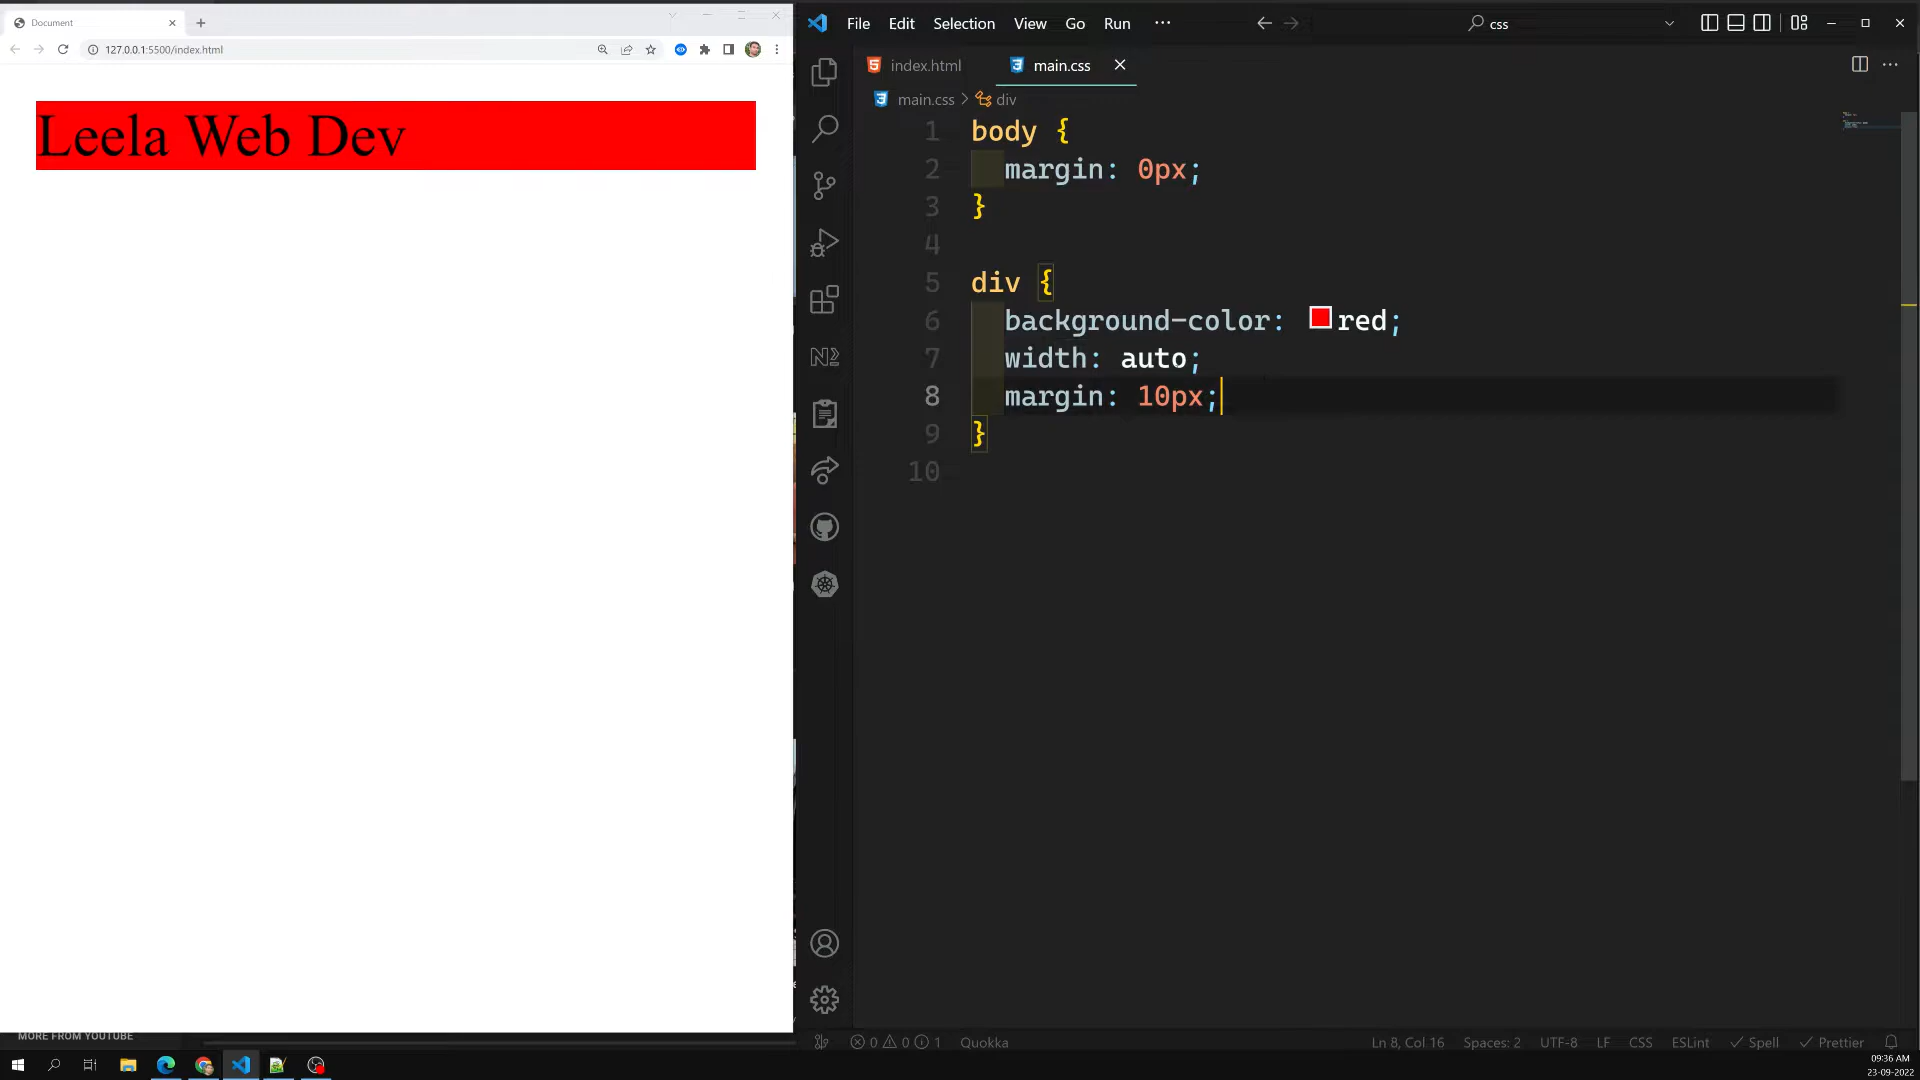 Document
127.0.0.1:5500/index.html
Leela Web Dev
MORE FROM YOUTUBE
File Edit Selection View Go Run ···
css
index.html
main.css
main.css > div
1 body {
2 margin: 0px;
3 }
4
5 div {
6 background-color: red;
7 width: auto;
8 margin: 10px;
9 }
10
0 0 1 Quokka
Ln 8, Col 16 Spaces: 2 UTF-8 LF CSS ESLint Spell Prettier
09:36 AM
23-09-2022